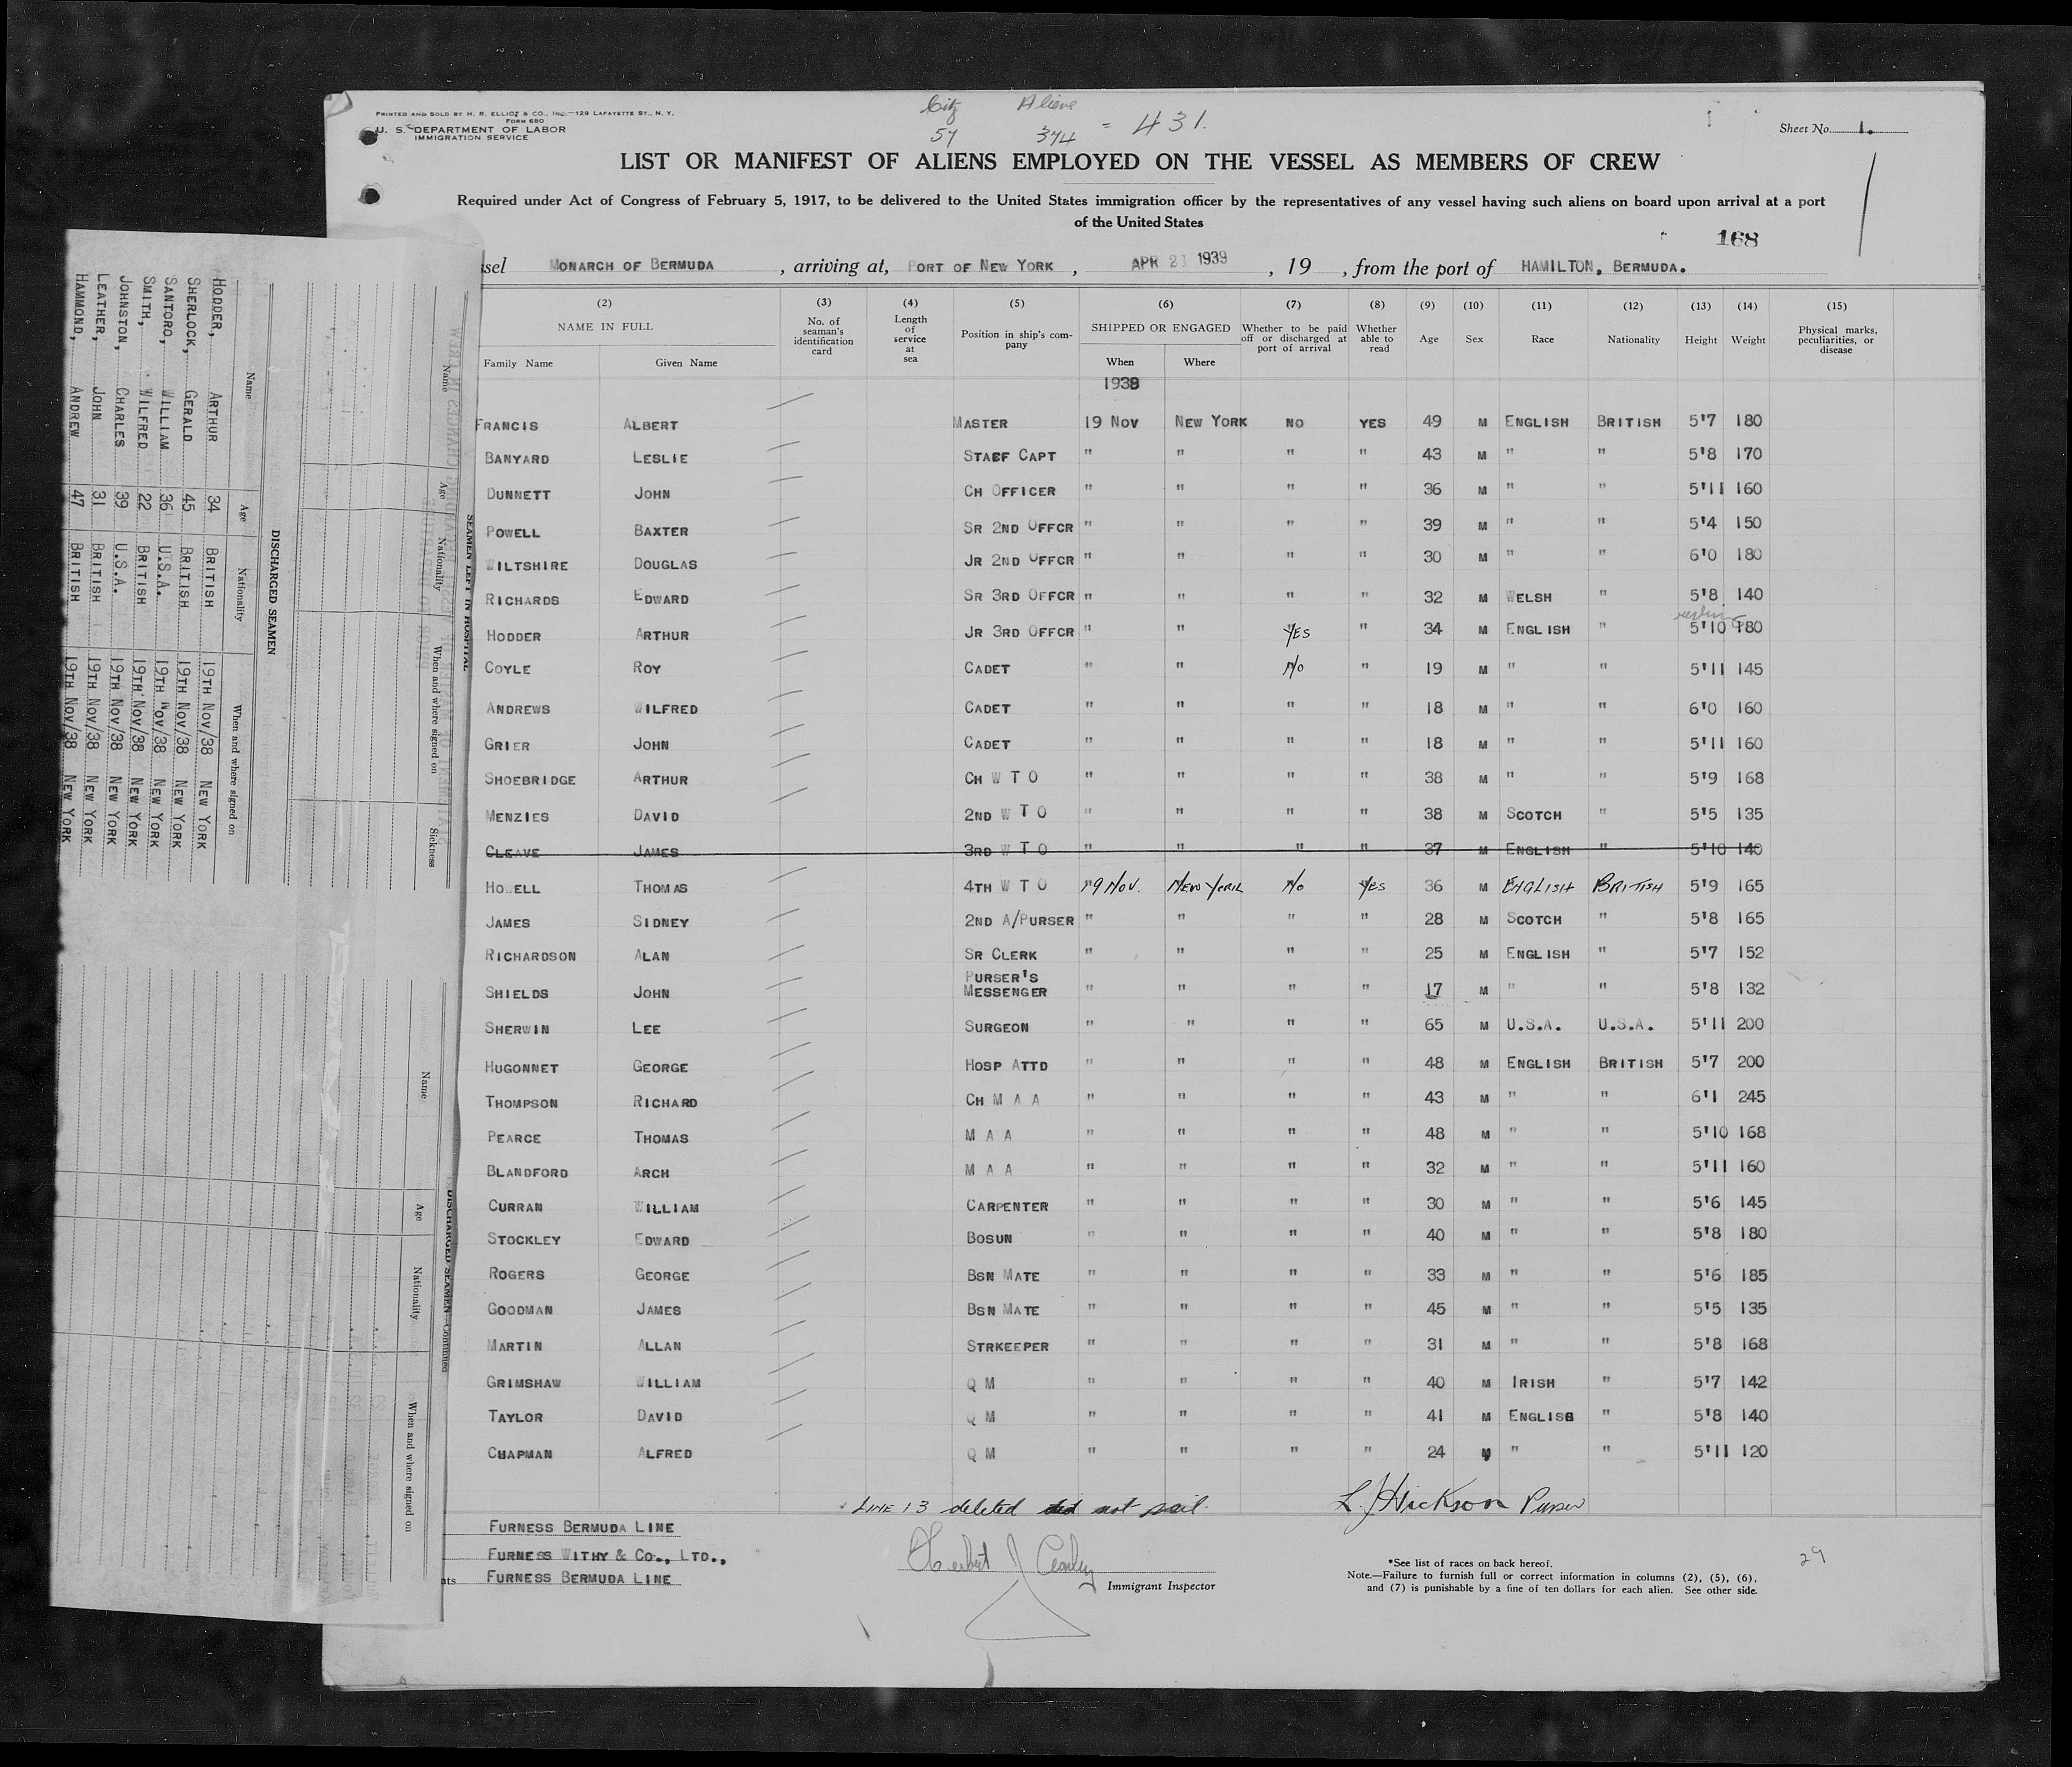 PRINTED AND SOLD BY H. R. ELLIOT & CO., INC.—129 LAFAYETTE ST., N. Y.
FORM 680
U. S. DEPARTMENT OF LABOR
IMMIGRATION SERVICE
Citz Aliens
57 374 = 431.
Sheet No. 1.
LIST OR MANIFEST OF ALIENS EMPLOYED ON THE VESSEL AS MEMBERS OF CREW
Required under Act of Congress of February 5, 1917, to be delivered to the United States immigration officer by the representatives of any vessel having such aliens on board upon arrival at a port
of the United States
168
ssel MONARCH OF BERMUDA, arriving at, PORT OF NEW YORK, APR 21 1939, 19 , from the port of HAMILTON, BERMUDA.
(2) (3) (4) (5) (6) (7) (8) (9) (10) (11) (12) (13) (14) (15)
NAME IN FULL No. of seaman's identification card Length of service at sea Position in ship's company SHIPPED OR ENGAGED Whether to be paid off or discharged at port of arrival Whether able to read Age Sex Race Nationality Height Weight Physical marks, peculiarities, or disease
Family Name Given Name When Where
1938
FRANCIS ALBERT MASTER 19 NOV NEW YORK NO YES 49 M ENGLISH BRITISH 5'7 180
BANYARD LESLIE STAFF CAPT " " " " 43 M " " 5'8 170
DUNNETT JOHN CH OFFICER " " " " 36 M " " 5'11 160
POWELL BAXTER SR 2ND OFFCR " " " " 39 M " " 5'4 150
WILTSHIRE DOUGLAS JR 2ND OFFCR " " " " 30 M " " 6'0 180
RICHARDS EDWARD SR 3RD OFFCR " " " " 32 M WELSH " 5'8 140
HODDER ARTHUR JR 3RD OFFCR " " YES " 34 M ENGLISH " 5'10 180
COYLE ROY CADET " " No " 19 M " " 5'11 145
ANDREWS WILFRED CADET " " " " 18 M " " 6'0 160
GRIER JOHN CADET " " " " 18 M " " 5'11 160
SHOEBRIDGE ARTHUR CH W T O " " " " 38 M " " 5'9 168
MENZIES DAVID 2ND W T O " " " " 38 M SCOTCH " 5'5 135
CLEAVE JAMES 3RD W T O " " " " 37 M ENGLISH " 5'10 140
HOWELL THOMAS 4TH W T O 19 NOV. NEW YORK No YES 36 M ENGLISH BRITISH 5'9 165
JAMES SIDNEY 2ND A/PURSER " " " " 28 M SCOTCH " 5'8 165
RICHARDSON ALAN SR CLERK " " " " 25 M ENGLISH " 5'7 152
SHIELDS JOHN PURSER'S MESSENGER " " " " 17 M " " 5'8 132
SHERWIN LEE SURGEON " " " " 65 M U.S.A. U.S.A. 5'11 200
HUGONNET GEORGE HOSP ATTD " " " " 48 M ENGLISH BRITISH 5'7 200
THOMPSON RICHARD CH M A A " " " " 43 M " " 6'1 245
PEARCE THOMAS M A A " " " " 48 M " " 5'10 168
BLANDFORD ARCH M A A " " " " 32 M " " 5'11 160
CURRAN WILLIAM CARPENTER " " " " 30 M " " 5'6 145
STOCKLEY EDWARD BOSUN " " " " 40 M " " 5'8 180
ROGERS GEORGE BSN MATE " " " " 33 M " " 5'6 185
GOODMAN JAMES BSN MATE " " " " 45 M " " 5'5 135
MARTIN ALLAN STRKEEPER " " " " 31 M " " 5'8 168
GRIMSHAW WILLIAM Q M " " " " 40 M IRISH " 5'7 142
TAYLOR DAVID Q M " " " " 41 M ENGLISH " 5'8 140
CHAPMAN ALFRED Q M " " " " 24 M " " 5'11 120
LINE 13 deleted did not sail.
L. J. Hickson Purser
FURNESS BERMUDA LINE
FURNESS WITHY & CO., LTD.,
nts FURNESS BERMUDA LINE
Immigrant Inspector
*See list of races on back hereof.
Note.—Failure to furnish full or correct information in columns (2), (5), (6),
and (7) is punishable by a fine of ten dollars for each alien. See other side.
29
SEAMEN LEFT IN HOSPITAL
Name Age Nationality When and where signed on Sickness
DISCHARGED SEAMEN
Name Age Nationality When and where signed on
HODDER, ARTHUR 34 BRITISH 19TH NOV/38 NEW YORK
SHERLOCK, GERALD 45 BRITISH 19TH NOV/38 NEW YORK
SANTORO, WILLIAM 36 U.S.A. 19TH NOV/38 NEW YORK
SMITH, WILFRED 22 BRITISH 19TH NOV/38 NEW YORK
JOHNSTON, CHARLES 39 U.S.A. 19TH NOV/38 NEW YORK
LEATHER, JOHN 31 BRITISH 19TH NOV/38 NEW YORK
HAMMOND, ANDREW 47 BRITISH 19TH NOV/38 NEW YORK
DISCHARGED SEAMEN—Continued
Name Age Nationality When and where signed on